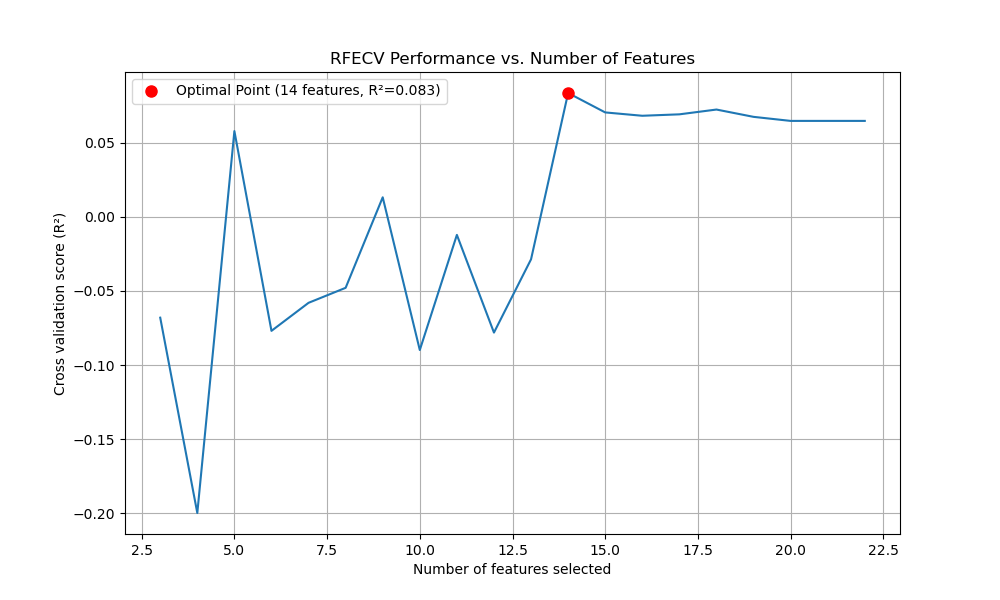 RFECV Performance vs. Number of Features
Optimal Point (14 features, R²=0.083)
Cross validation score (R²)
0.05
0.00
−0.05
−0.10
−0.15
−0.20
2.5 5.0 7.5 10.0 12.5 15.0 17.5 20.0 22.5
Number of features selected